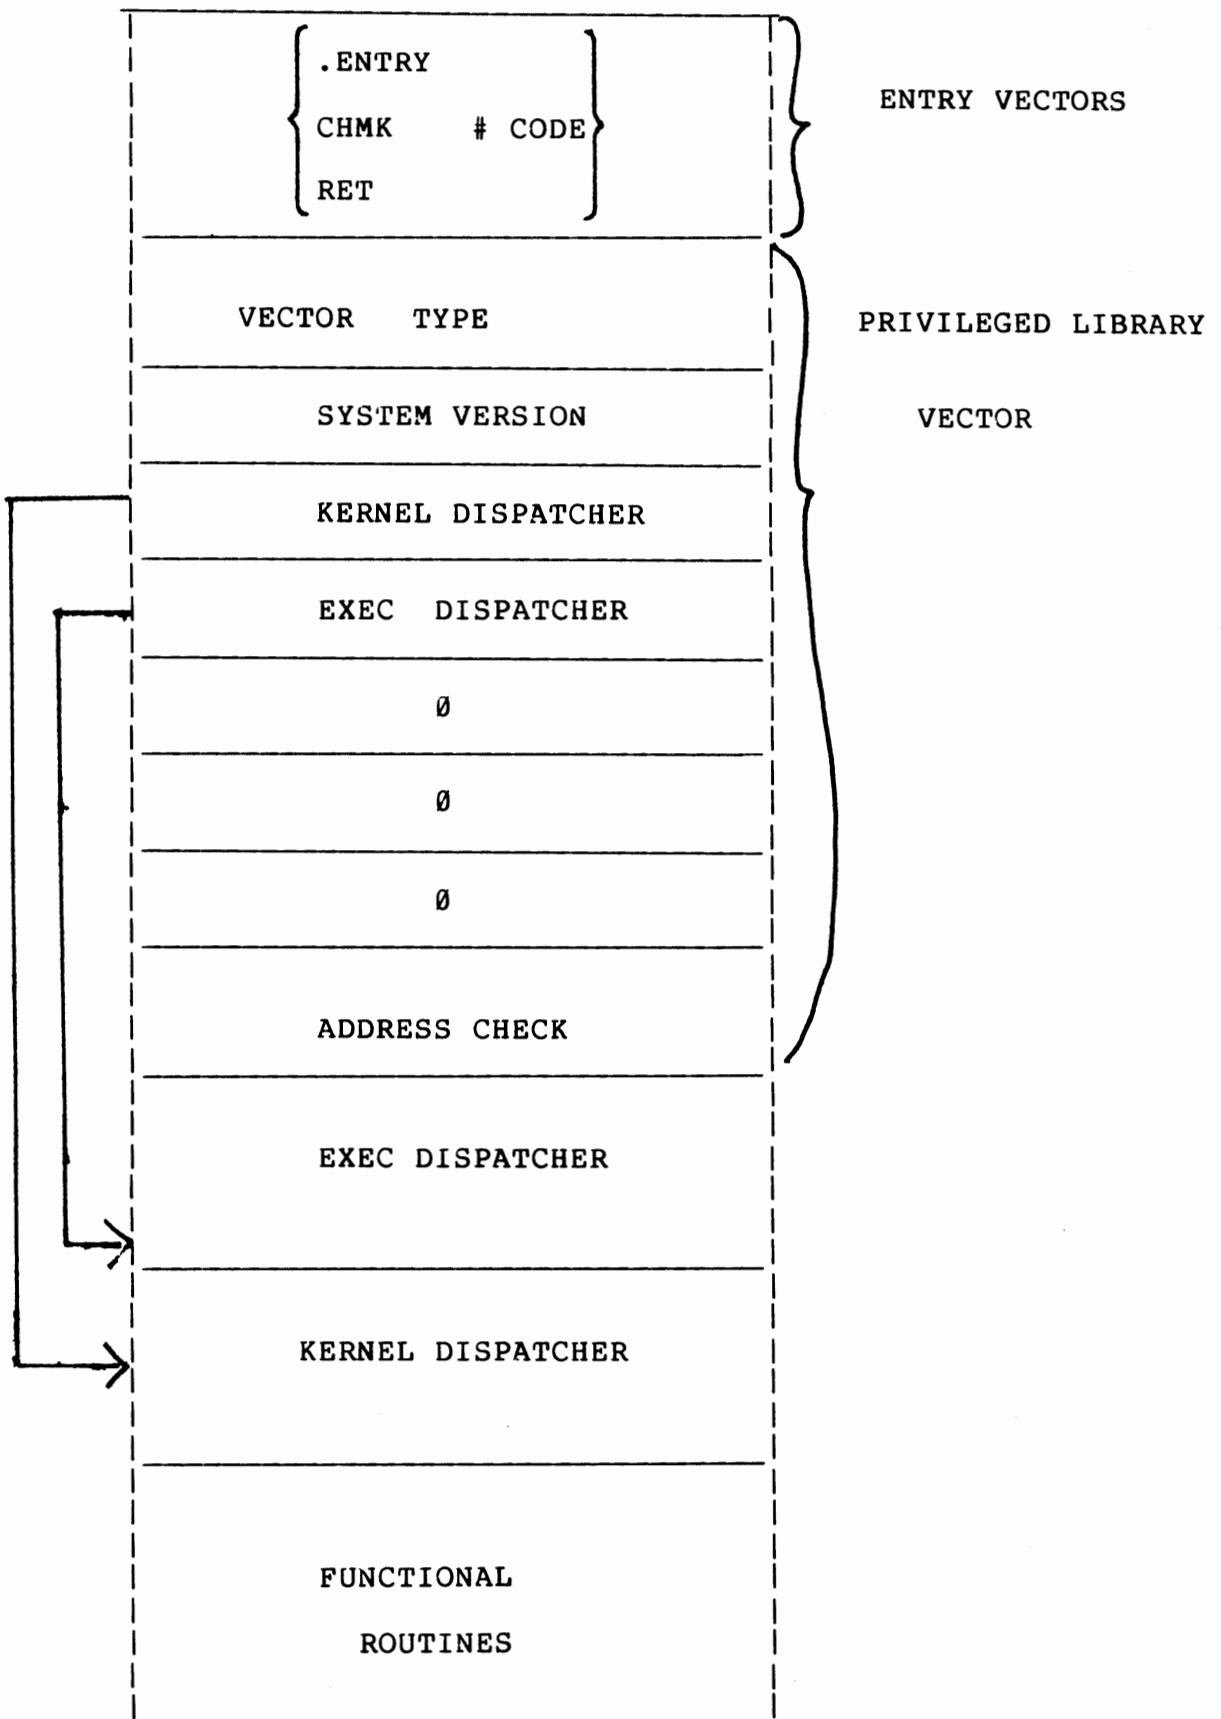 .ENTRY
CHMK # CODE
RET
ENTRY VECTORS
VECTOR TYPE
PRIVILEGED LIBRARY
VECTOR
SYSTEM VERSION
KERNEL DISPATCHER
EXEC DISPATCHER
Ø
Ø
Ø
ADDRESS CHECK
EXEC DISPATCHER
KERNEL DISPATCHER
FUNCTIONAL
ROUTINES